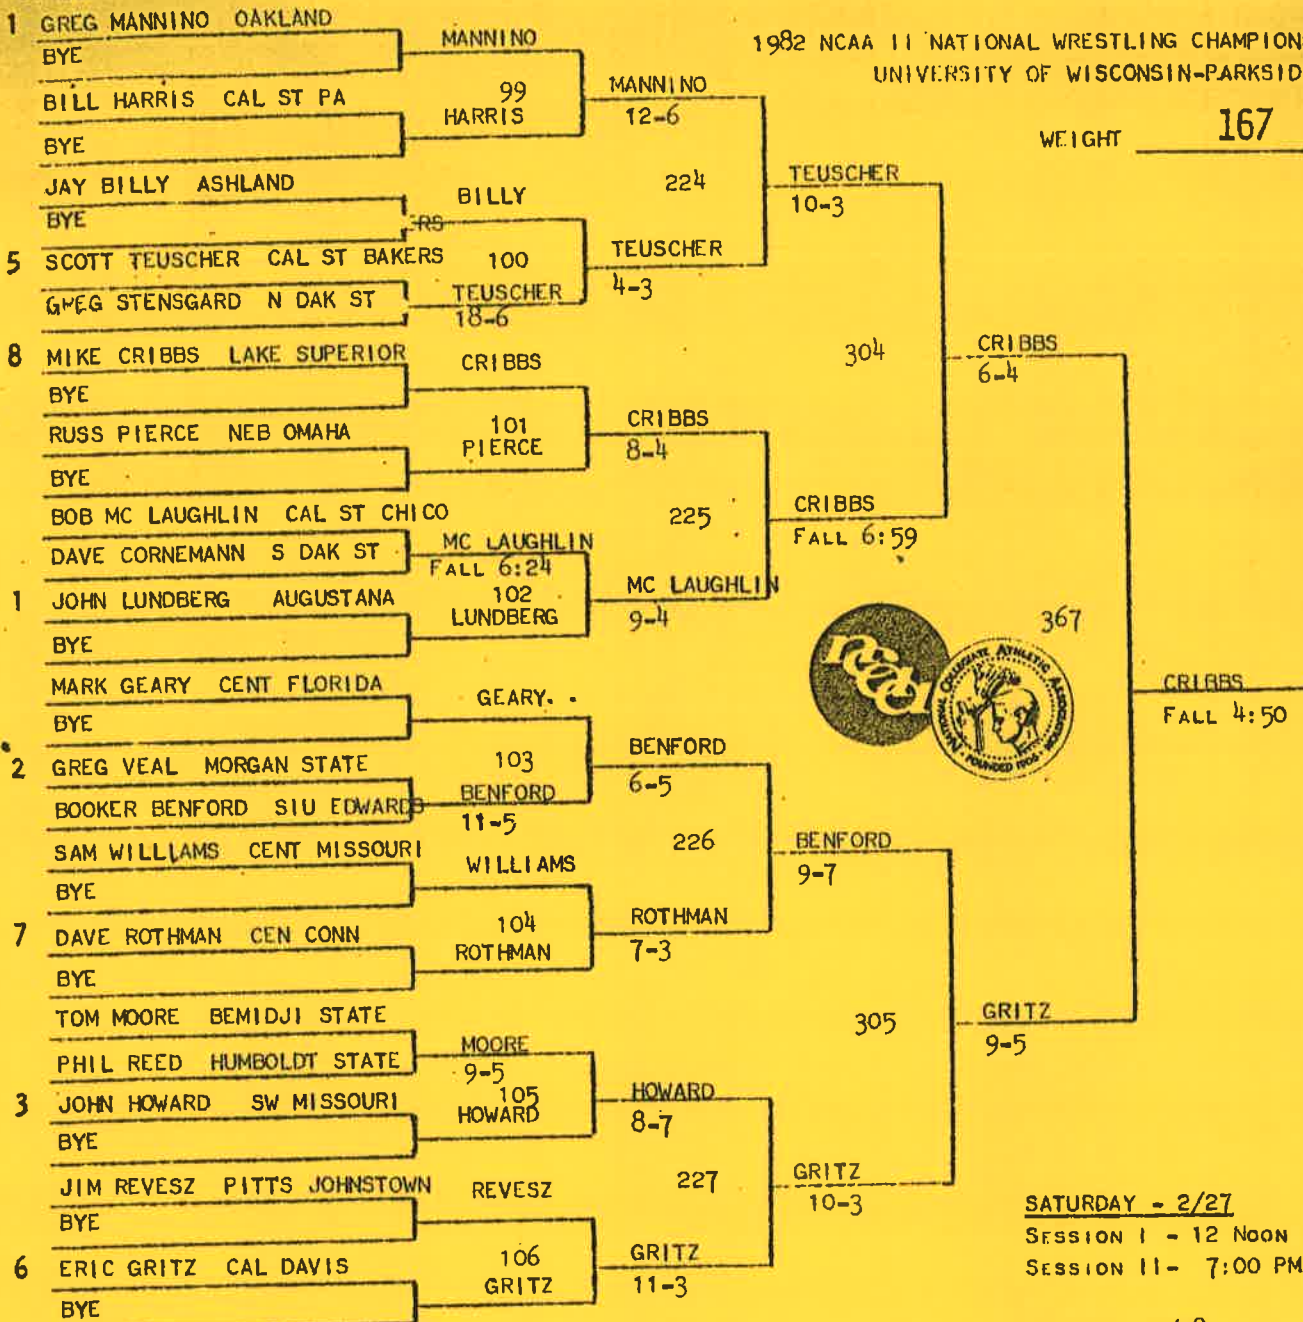 1982 NCAA II NATIONAL WRESTLING CHAMPION
UNIVERSITY OF WISCONSIN-PARKSID
WEIGHT 167
1 GREG MANNINO OAKLAND
BYE
BILL HARRIS CAL ST PA
BYE
JAY BILLY ASHLAND
BYE
5 SCOTT TEUSCHER CAL ST BAKERS
GREG STENSGARD N DAK ST
8 MIKE CRIBBS LAKE SUPERIOR
BYE
RUSS PIERCE NEB OMAHA
BYE
BOB MC LAUGHLIN CAL ST CHICO
DAVE CORNEMANN S DAK ST
1 JOHN LUNDBERG AUGUSTANA
BYE
MARK GEARY CENT FLORIDA
BYE
2 GREG VEAL MORGAN STATE
BOOKER BENFORD SIU EDWARDS
SAM WILLIAMS CENT MISSOURI
BYE
7 DAVE ROTHMAN CEN CONN
BYE
TOM MOORE BEMIDJI STATE
PHIL REED HUMBOLDT STATE
3 JOHN HOWARD SW MISSOURI
BYE
JIM REVESZ PITTS JOHNSTOWN
BYE
6 ERIC GRITZ CAL DAVIS
BYE
MANNINO
99
HARRIS
BILLY
ERS
100
TEUSCHER
18-6
CRIBBS
101
PIERCE
MC LAUGHLIN
FALL 6:24
102
LUNDBERG
GEARY
103
BENFORD
11-5
WILLIAMS
104
ROTHMAN
MOORE
9-5
105
HOWARD
REVESZ
106
GRITZ
MANNINO
12-6
224
TEUSCHER
4-3
CRIBBS
8-4
225
MC LAUGHLIN
9-4
BENFORD
6-5
226
ROTHMAN
7-3
HOWARD
8-7
227
GRITZ
11-3
TEUSCHER
10-3
304
CRIBBS
FALL 6:59
BENFORD
9-7
305
GRITZ
10-3
CRIBBS
6-4
367
GRITZ
9-5
CRIBBS
FALL 4:50
ncaa
NATIONAL COLLEGIATE ATHLETIC ASSOCIATION
FOUNDED 1906
SATURDAY - 2/27
SESSION I - 12 NOON
SESSION II- 7:00 PM